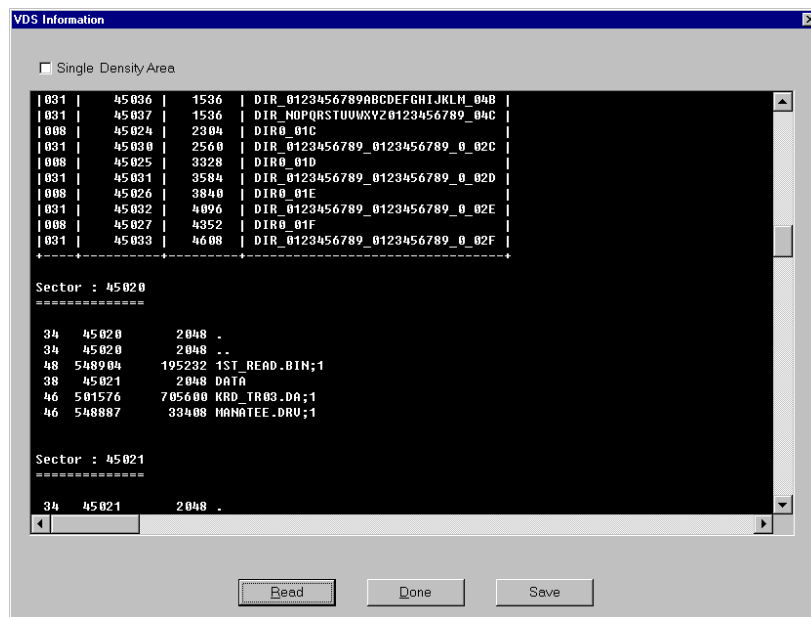 VDS Information
Single Density Area
|031 | 45036 | 1536 | DIR_0123456789ABCDEFGHIJKLM_04B |
|031 | 45037 | 1536 | DIR_NOPQRSTUVWXYZ0123456789_04C |
|008 | 45024 | 2304 | DIR0_01C |
|031 | 45030 | 2560 | DIR_0123456789_0123456789_0_02C |
|008 | 45025 | 3328 | DIR0_01D |
|031 | 45031 | 3584 | DIR_0123456789_0123456789_0_02D |
|008 | 45026 | 3840 | DIR0_01E |
|031 | 45032 | 4096 | DIR_0123456789_0123456789_0_02E |
|008 | 45027 | 4352 | DIR0_01F |
|031 | 45033 | 4608 | DIR_0123456789_0123456789_0_02F |
+-----+-----------+---------+---------------------------------+
Sector : 45020
==============
34 45020 2048 .
34 45020 2048 ..
48 548904 195232 1ST_READ.BIN;1
38 45021 2048 DATA
46 501576 705600 KRD_TR03.DA;1
46 548887 33408 MANATEE.DRV;1
Sector : 45021
==============
34 45021 2048 .
Read
Done
Save